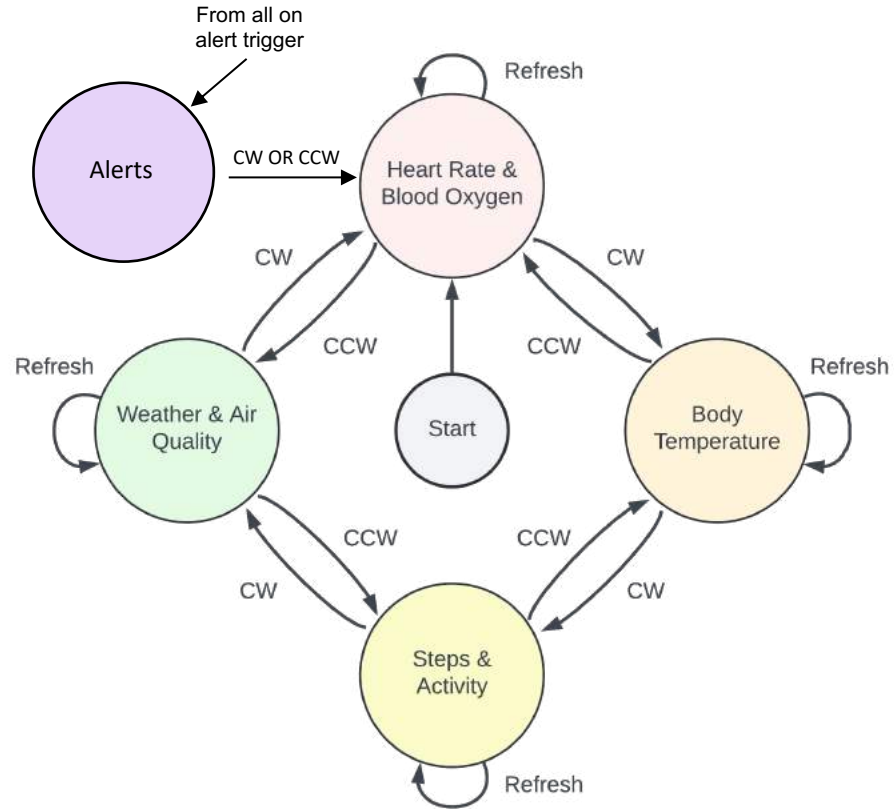 From all on
alert trigger
Refresh
Alerts
CW OR CCW
Heart Rate &
Blood Oxygen
CW
CW
CCW
CCW
Refresh
Refresh
Weather & Air
Quality
Start
Body
Temperature
CCW
CCW
CW
CW
Steps &
Activity
Refresh